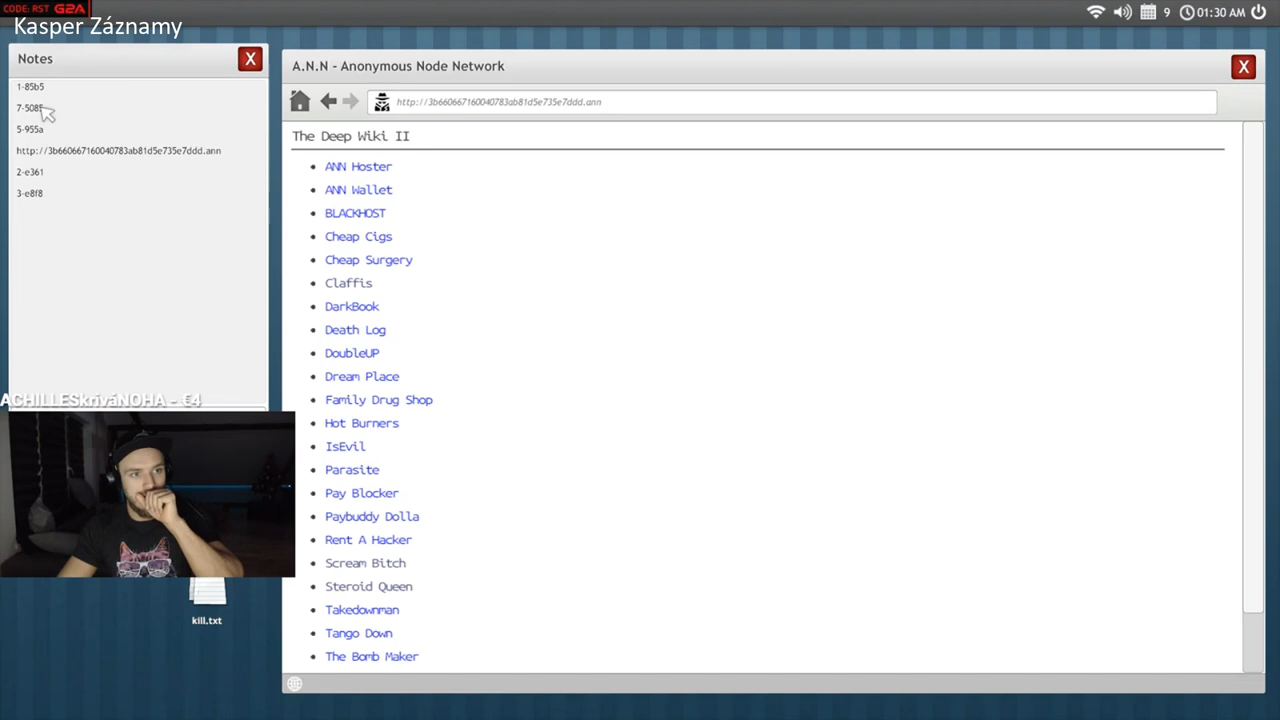 CODE: RST G2A
Kasper Záznamy
9
01:30 AM
Notes
X
1-85b5
5-955a
http://3b660667160040783ab81d5e735e7ddd.ann
2-e361
3-e8f8
A.N.N - Anonymous Node Network
X
http://3b660667160040783ab81d5e735e7ddd.ann
The Deep Wiki II
ANN Hoster
ANN Wallet
BLACKHOST
Cheap Cigs
Cheap Surgery
Claffis
DarkBook
Death Log
DoubleUP
Dream Place
Family Drug Shop
Hot Burners
IsEvil
Parasite
Pay Blocker
Paybuddy Dolla
Rent A Hacker
Scream Bitch
Steroid Queen
Takedownman
Tango Down
The Bomb Maker
ACHILLESkriváNOHA - €4
kill.txt